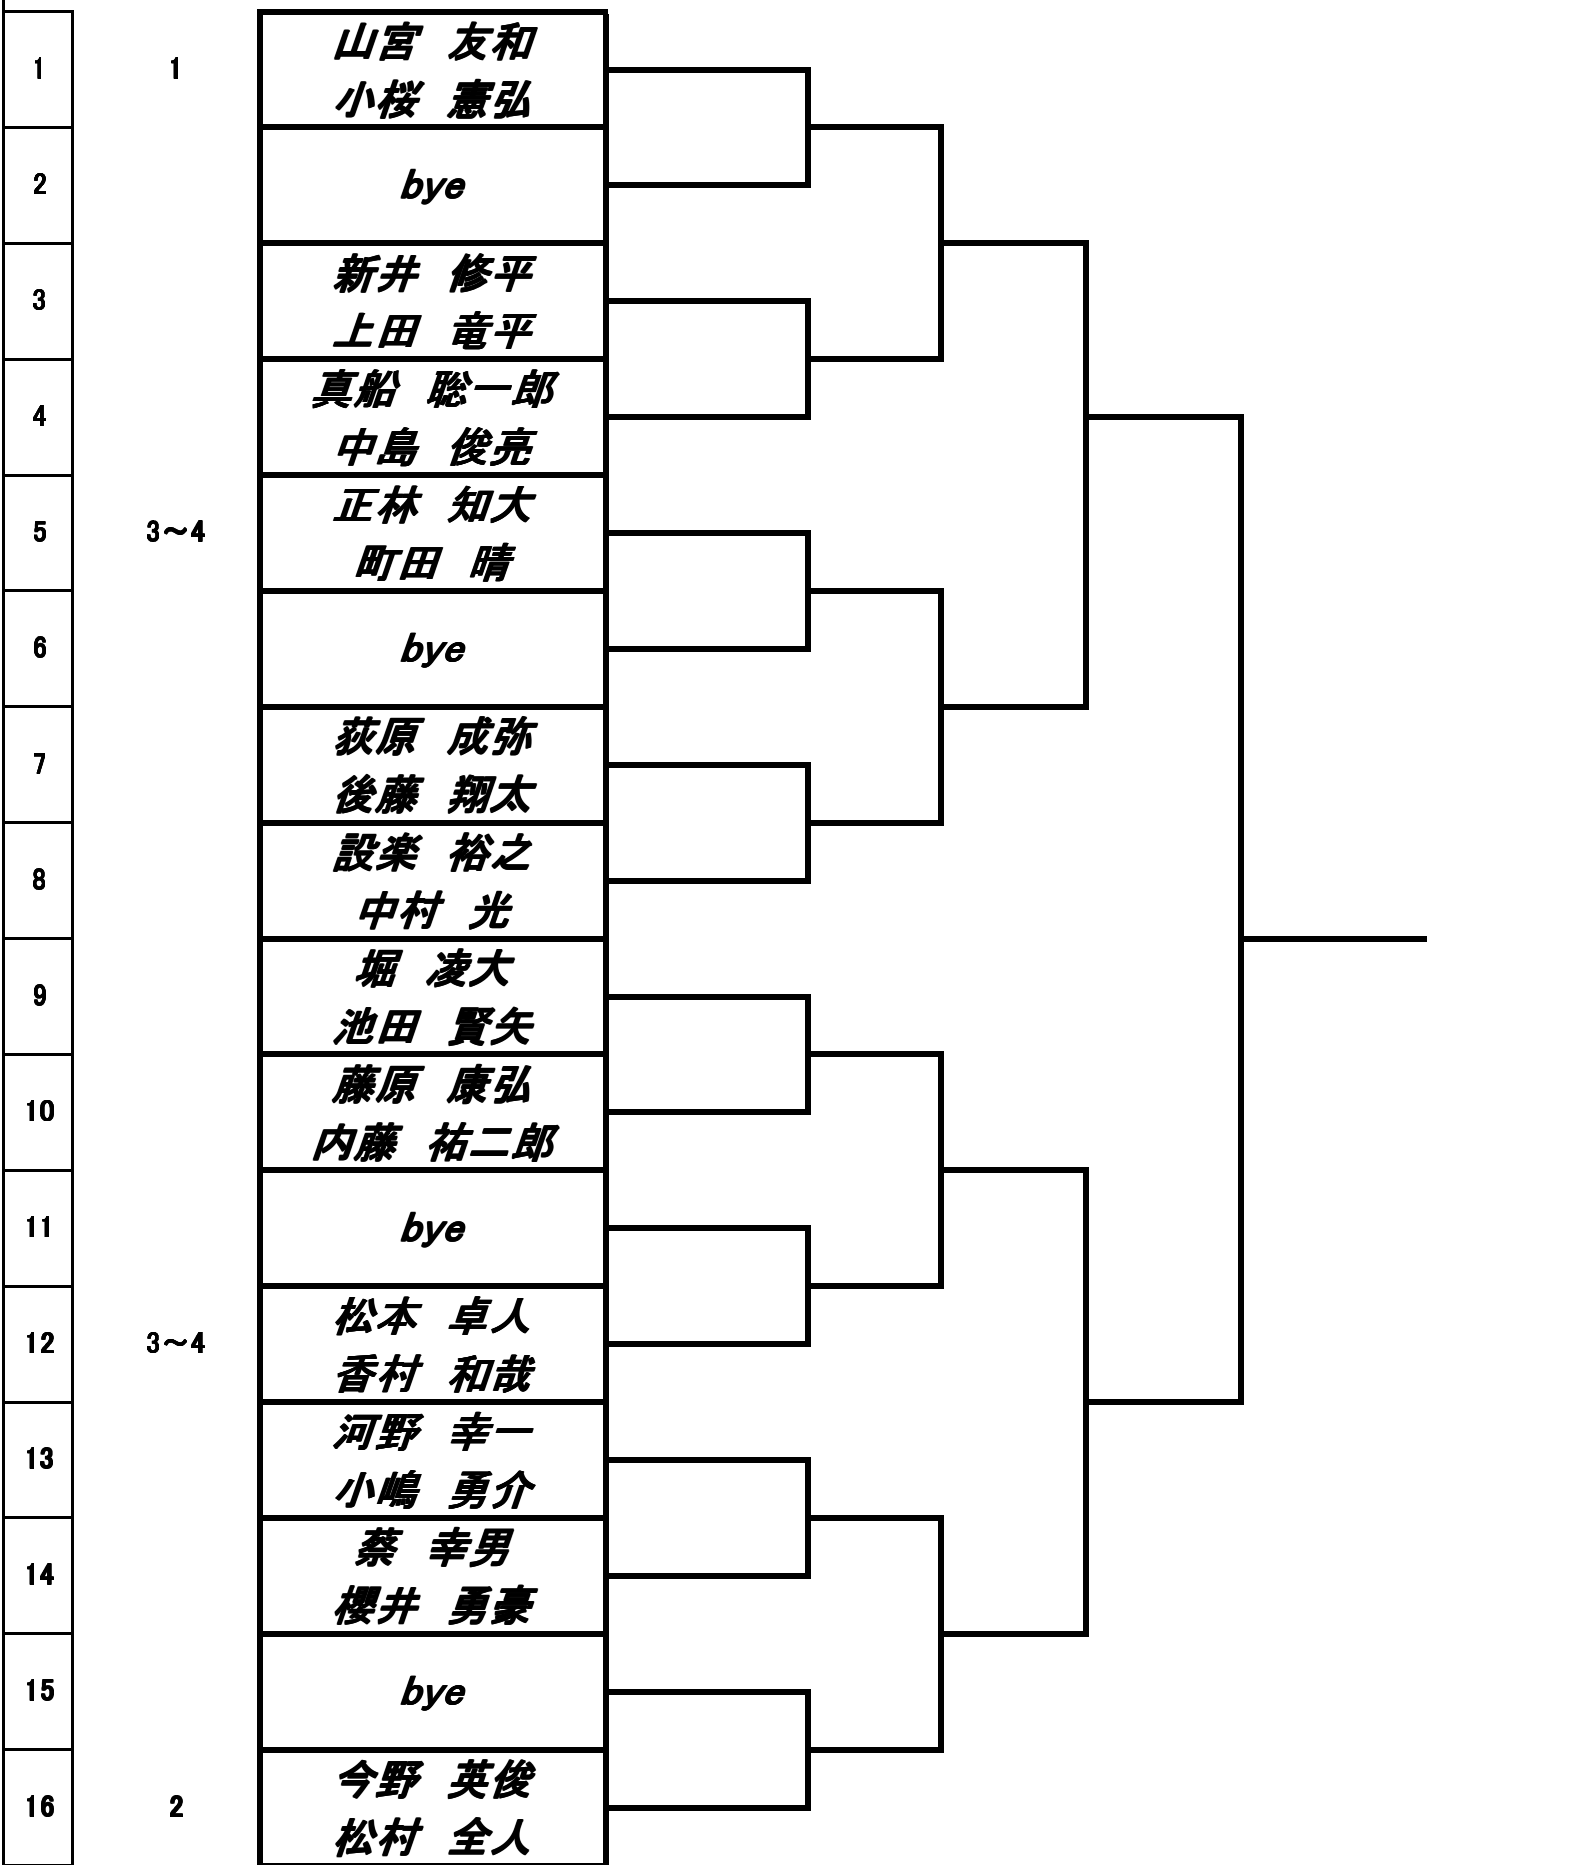 1 1 山宮 友和
小桜 憲弘
2 bye
3 新井 修平
上田 竜平
4 真船 聡一郎
中島 俊亮
5 3～4 正林 知大
町田 晴
6 bye
7 荻原 成弥
後藤 翔太
8 設楽 裕之
中村 光
9 堀 凌大
池田 賢矢
10 藤原 康弘
内藤 祐二郎
11 bye
12 3～4 松本 卓人
香村 和哉
13 河野 幸一
小嶋 勇介
14 蔡 幸男
櫻井 勇豪
15 bye
16 2 今野 英俊
松村 全人